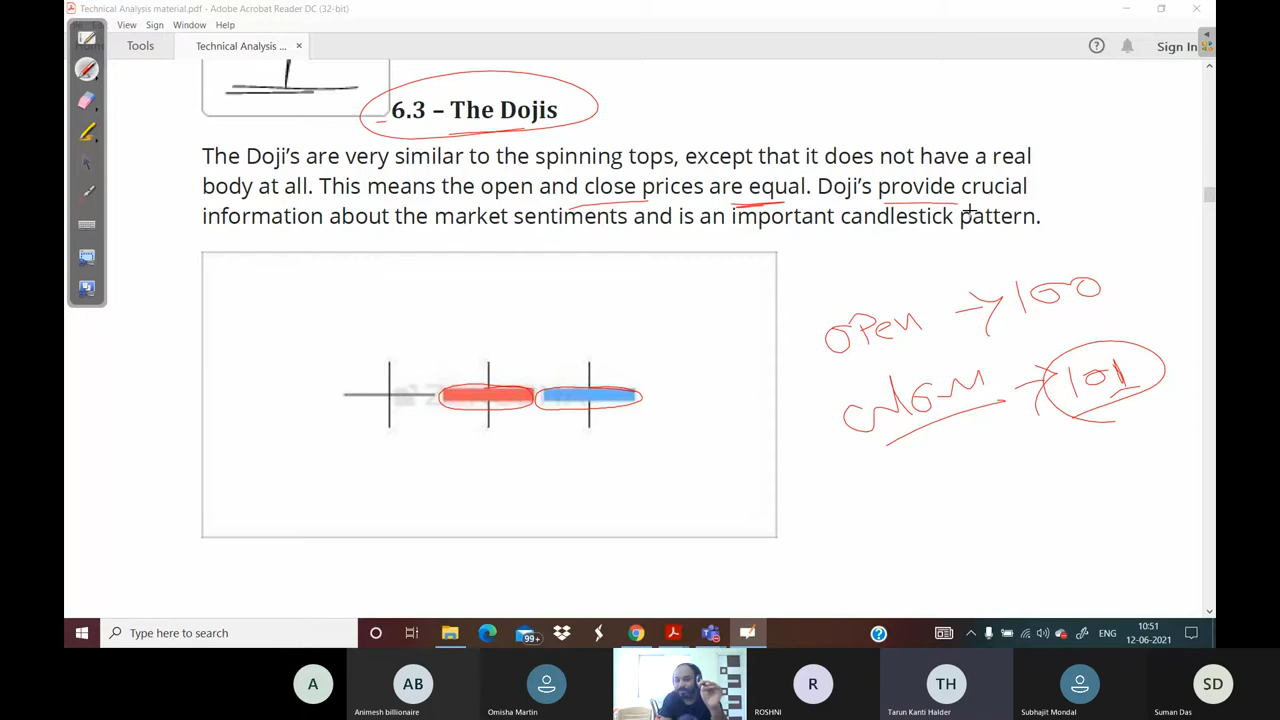 Technical Analysis material.pdf - Adobe Acrobat Reader DC (32-bit)
View Sign Window Help
Tools
Technical Analysis ...
Sign In
6.3 – The Dojis
The Doji’s are very similar to the spinning tops, except that it does not have a real
body at all. This means the open and close prices are equal. Doji’s provide crucial
information about the market sentiments and is an important candlestick pattern.
open → 100
→ 101
Type here to search
99+
ENG
10:51
12-06-2021
A
AB
R
TH
SD
Animesh billionaire
Omisha Martin
ROSHNI
Tarun Kanti Halder
Subhajit Mondal
Suman Das